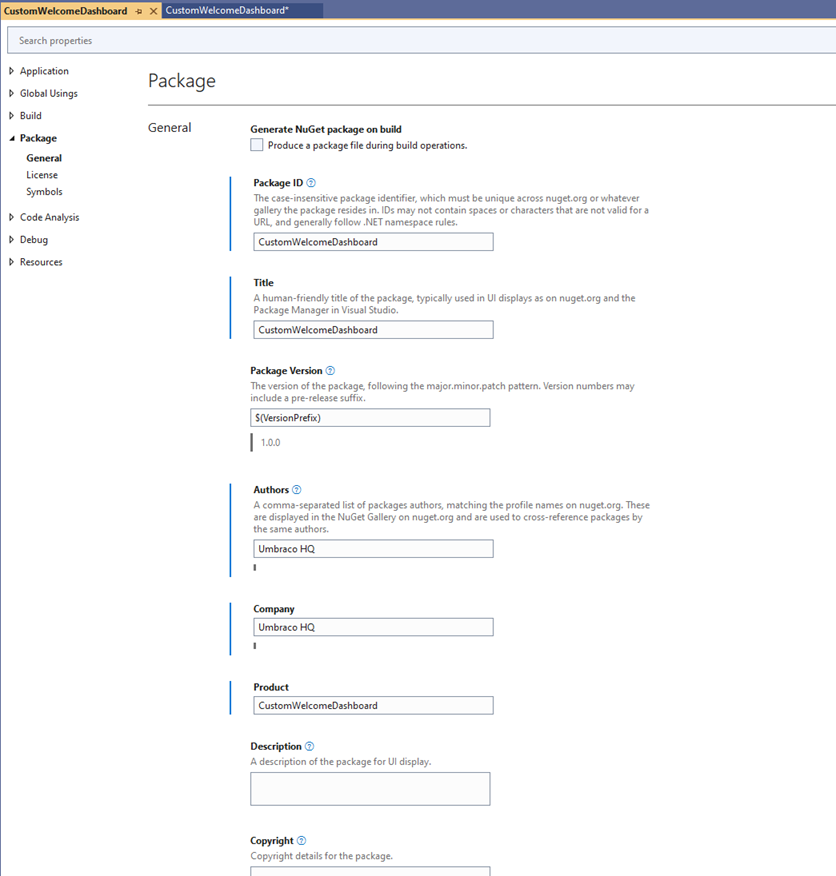 CustomWelcomeDashboard
CustomWelcomeDashboard*
Search properties
Application
Global Usings
Build
Package
General
License
Symbols
Code Analysis
Debug
Resources
Package
General
Generate NuGet package on build
Produce a package file during build operations.
Package ID
The case-insensitive package identifier, which must be unique across nuget.org or whatever
gallery the package resides in. IDs may not contain spaces or characters that are not valid for a
URL, and generally follow .NET namespace rules.
CustomWelcomeDashboard
Title
A human-friendly title of the package, typically used in UI displays as on nuget.org and the
Package Manager in Visual Studio.
CustomWelcomeDashboard
Package Version
The version of the package, following the major.minor.patch pattern. Version numbers may
include a pre-release suffix.
$(VersionPrefix)
1.0.0
Authors
A comma-separated list of packages authors, matching the profile names on nuget.org. These
are displayed in the NuGet Gallery on nuget.org and are used to cross-reference packages by
the same authors.
Umbraco HQ
Company
Umbraco HQ
Product
CustomWelcomeDashboard
Description
A description of the package for UI display.
Copyright
Copyright details for the package.